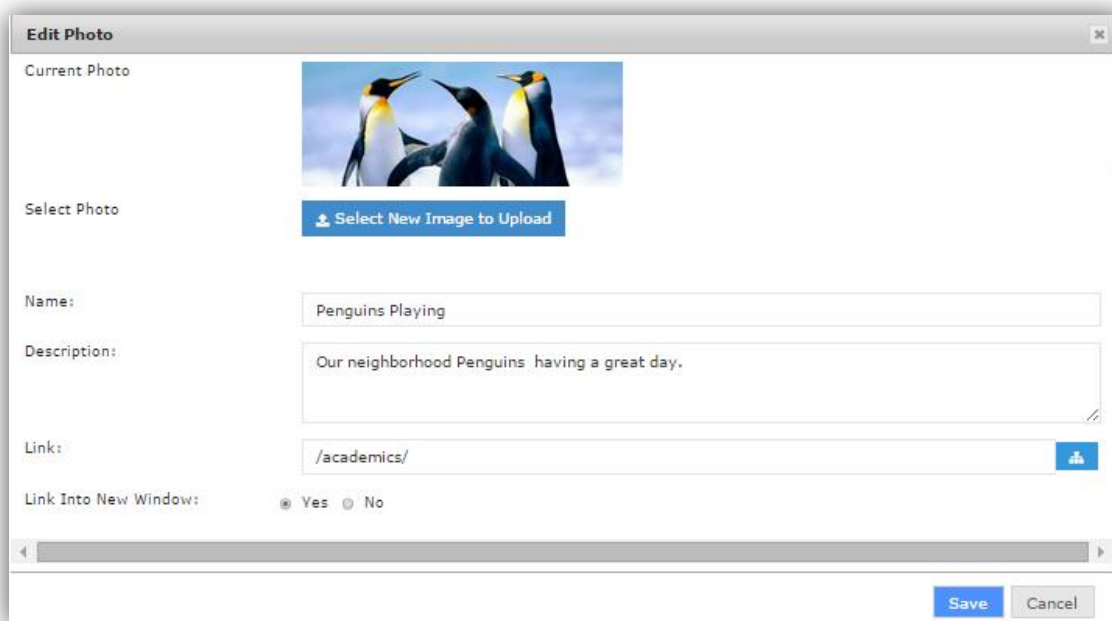 Edit Photo
Current Photo
Select Photo
Select New Image to Upload
Name:
Penguins Playing
Description:
Our neighborhood Penguins  having a great day.
Link:
/academics/
Link Into New Window:
Yes No
Save Cancel